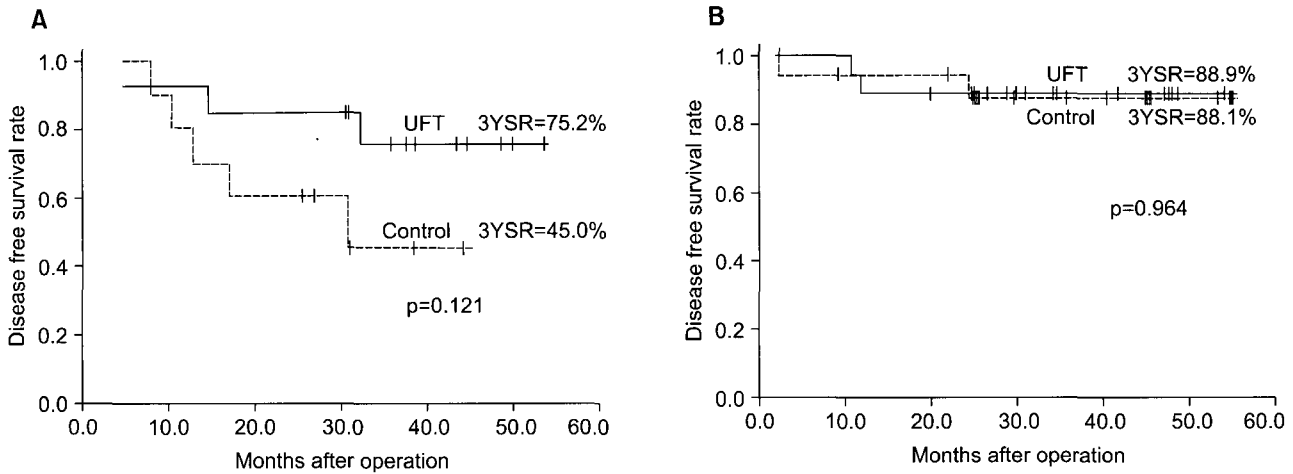 A
Disease free survival rate
1.0
0.8
0.6
0.4
0.2
0.0
UFT 3YSR=75.2%
Control 3YSR=45.0%
p=0.121
0.0 10.0 20.0 30.0 40.0 50.0 60.0
Months after operation
B
Disease free survival rate
1.0
0.8
0.6
0.4
0.2
0.0
UFT 3YSR=88.9%
Control 3YSR=88.1%
p=0.964
0.0 10.0 20.0 30.0 40.0 50.0 60.0
Months after operation